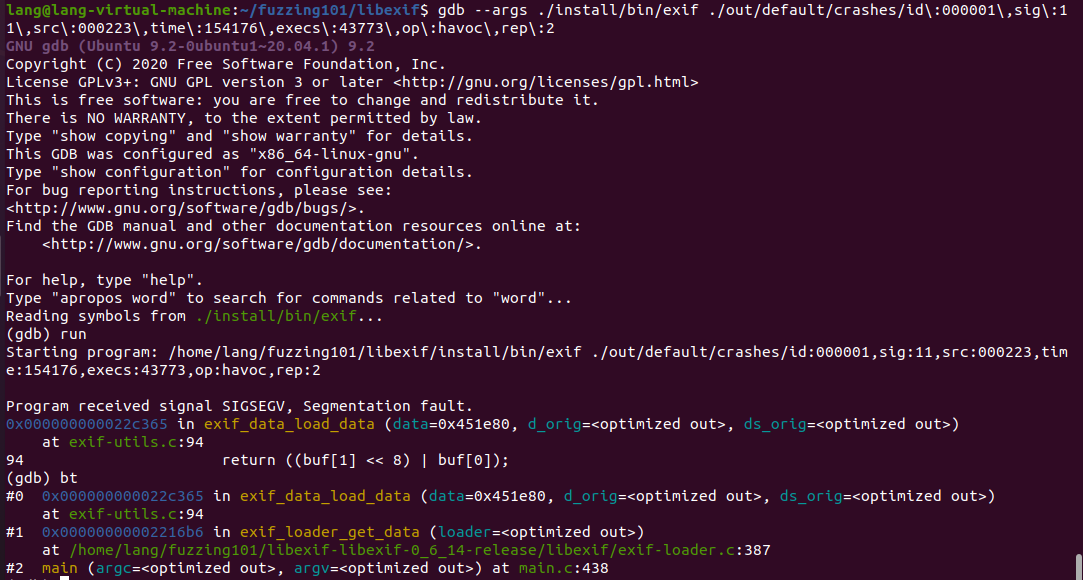 lang@lang-virtual-machine:~/fuzzing101/libexif$ gdb --args ./install/bin/exif ./out/default/crashes/id\:000001\,sig\:1
1\,src\:000223\,time\:154176\,execs\:43773\,op\:havoc\,rep\:2
GNU gdb (Ubuntu 9.2-0ubuntu1~20.04.1) 9.2
Copyright (C) 2020 Free Software Foundation, Inc.
License GPLv3+: GNU GPL version 3 or later <http://gnu.org/licenses/gpl.html>
This is free software: you are free to change and redistribute it.
There is NO WARRANTY, to the extent permitted by law.
Type "show copying" and "show warranty" for details.
This GDB was configured as "x86_64-linux-gnu".
Type "show configuration" for configuration details.
For bug reporting instructions, please see:
<http://www.gnu.org/software/gdb/bugs/>.
Find the GDB manual and other documentation resources online at:
    <http://www.gnu.org/software/gdb/documentation/>.

For help, type "help".
Type "apropos word" to search for commands related to "word"...
Reading symbols from ./install/bin/exif...
(gdb) run
Starting program: /home/lang/fuzzing101/libexif/install/bin/exif ./out/default/crashes/id:000001,sig:11,src:000223,tim
e:154176,execs:43773,op:havoc,rep:2

Program received signal SIGSEGV, Segmentation fault.
0x000000000022c365 in exif_data_load_data (data=0x451e80, d_orig=<optimized out>, ds_orig=<optimized out>)
    at exif-utils.c:94
94                      return ((buf[1] << 8) | buf[0]);
(gdb) bt
#0  0x000000000022c365 in exif_data_load_data (data=0x451e80, d_orig=<optimized out>, ds_orig=<optimized out>)
    at exif-utils.c:94
#1  0x00000000002216b6 in exif_loader_get_data (loader=<optimized out>)
    at /home/lang/fuzzing101/libexif-libexif-0_6_14-release/libexif/exif-loader.c:387
#2  main (argc=<optimized out>, argv=<optimized out>) at main.c:438